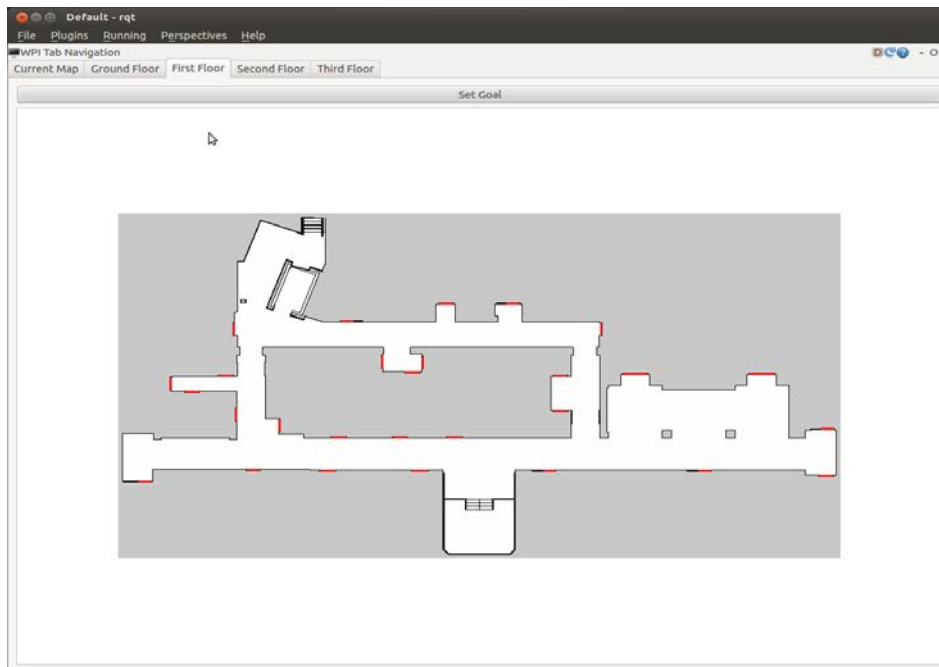 Default - rqt
File Plugins Running Perspectives Help
WPI Tab Navigation
Current Map Ground Floor First Floor Second Floor Third Floor
Set Goal